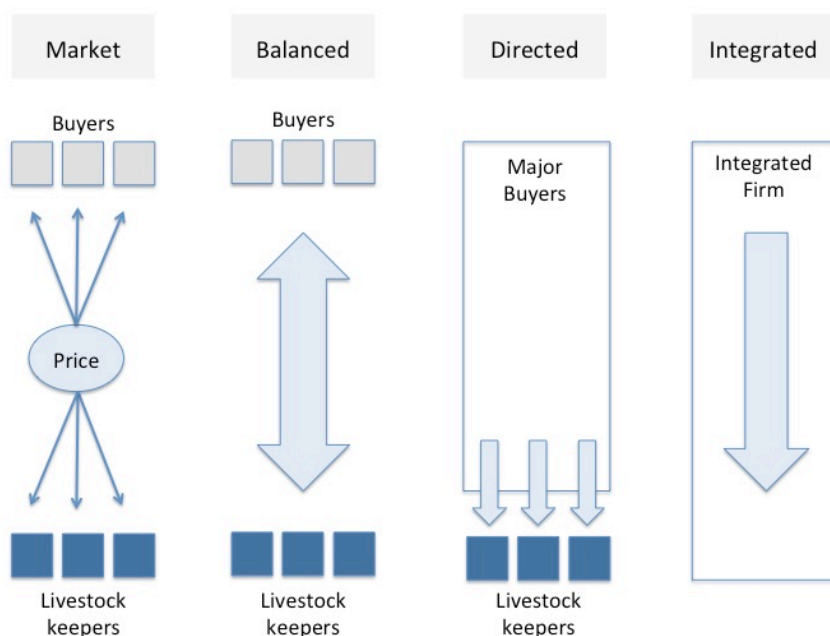 Market
Balanced
Directed
Integrated
Buyers
Buyers
Major
Buyers
Integrated
Firm
Price
Livestock
keepers
Livestock
keepers
Livestock
keepers